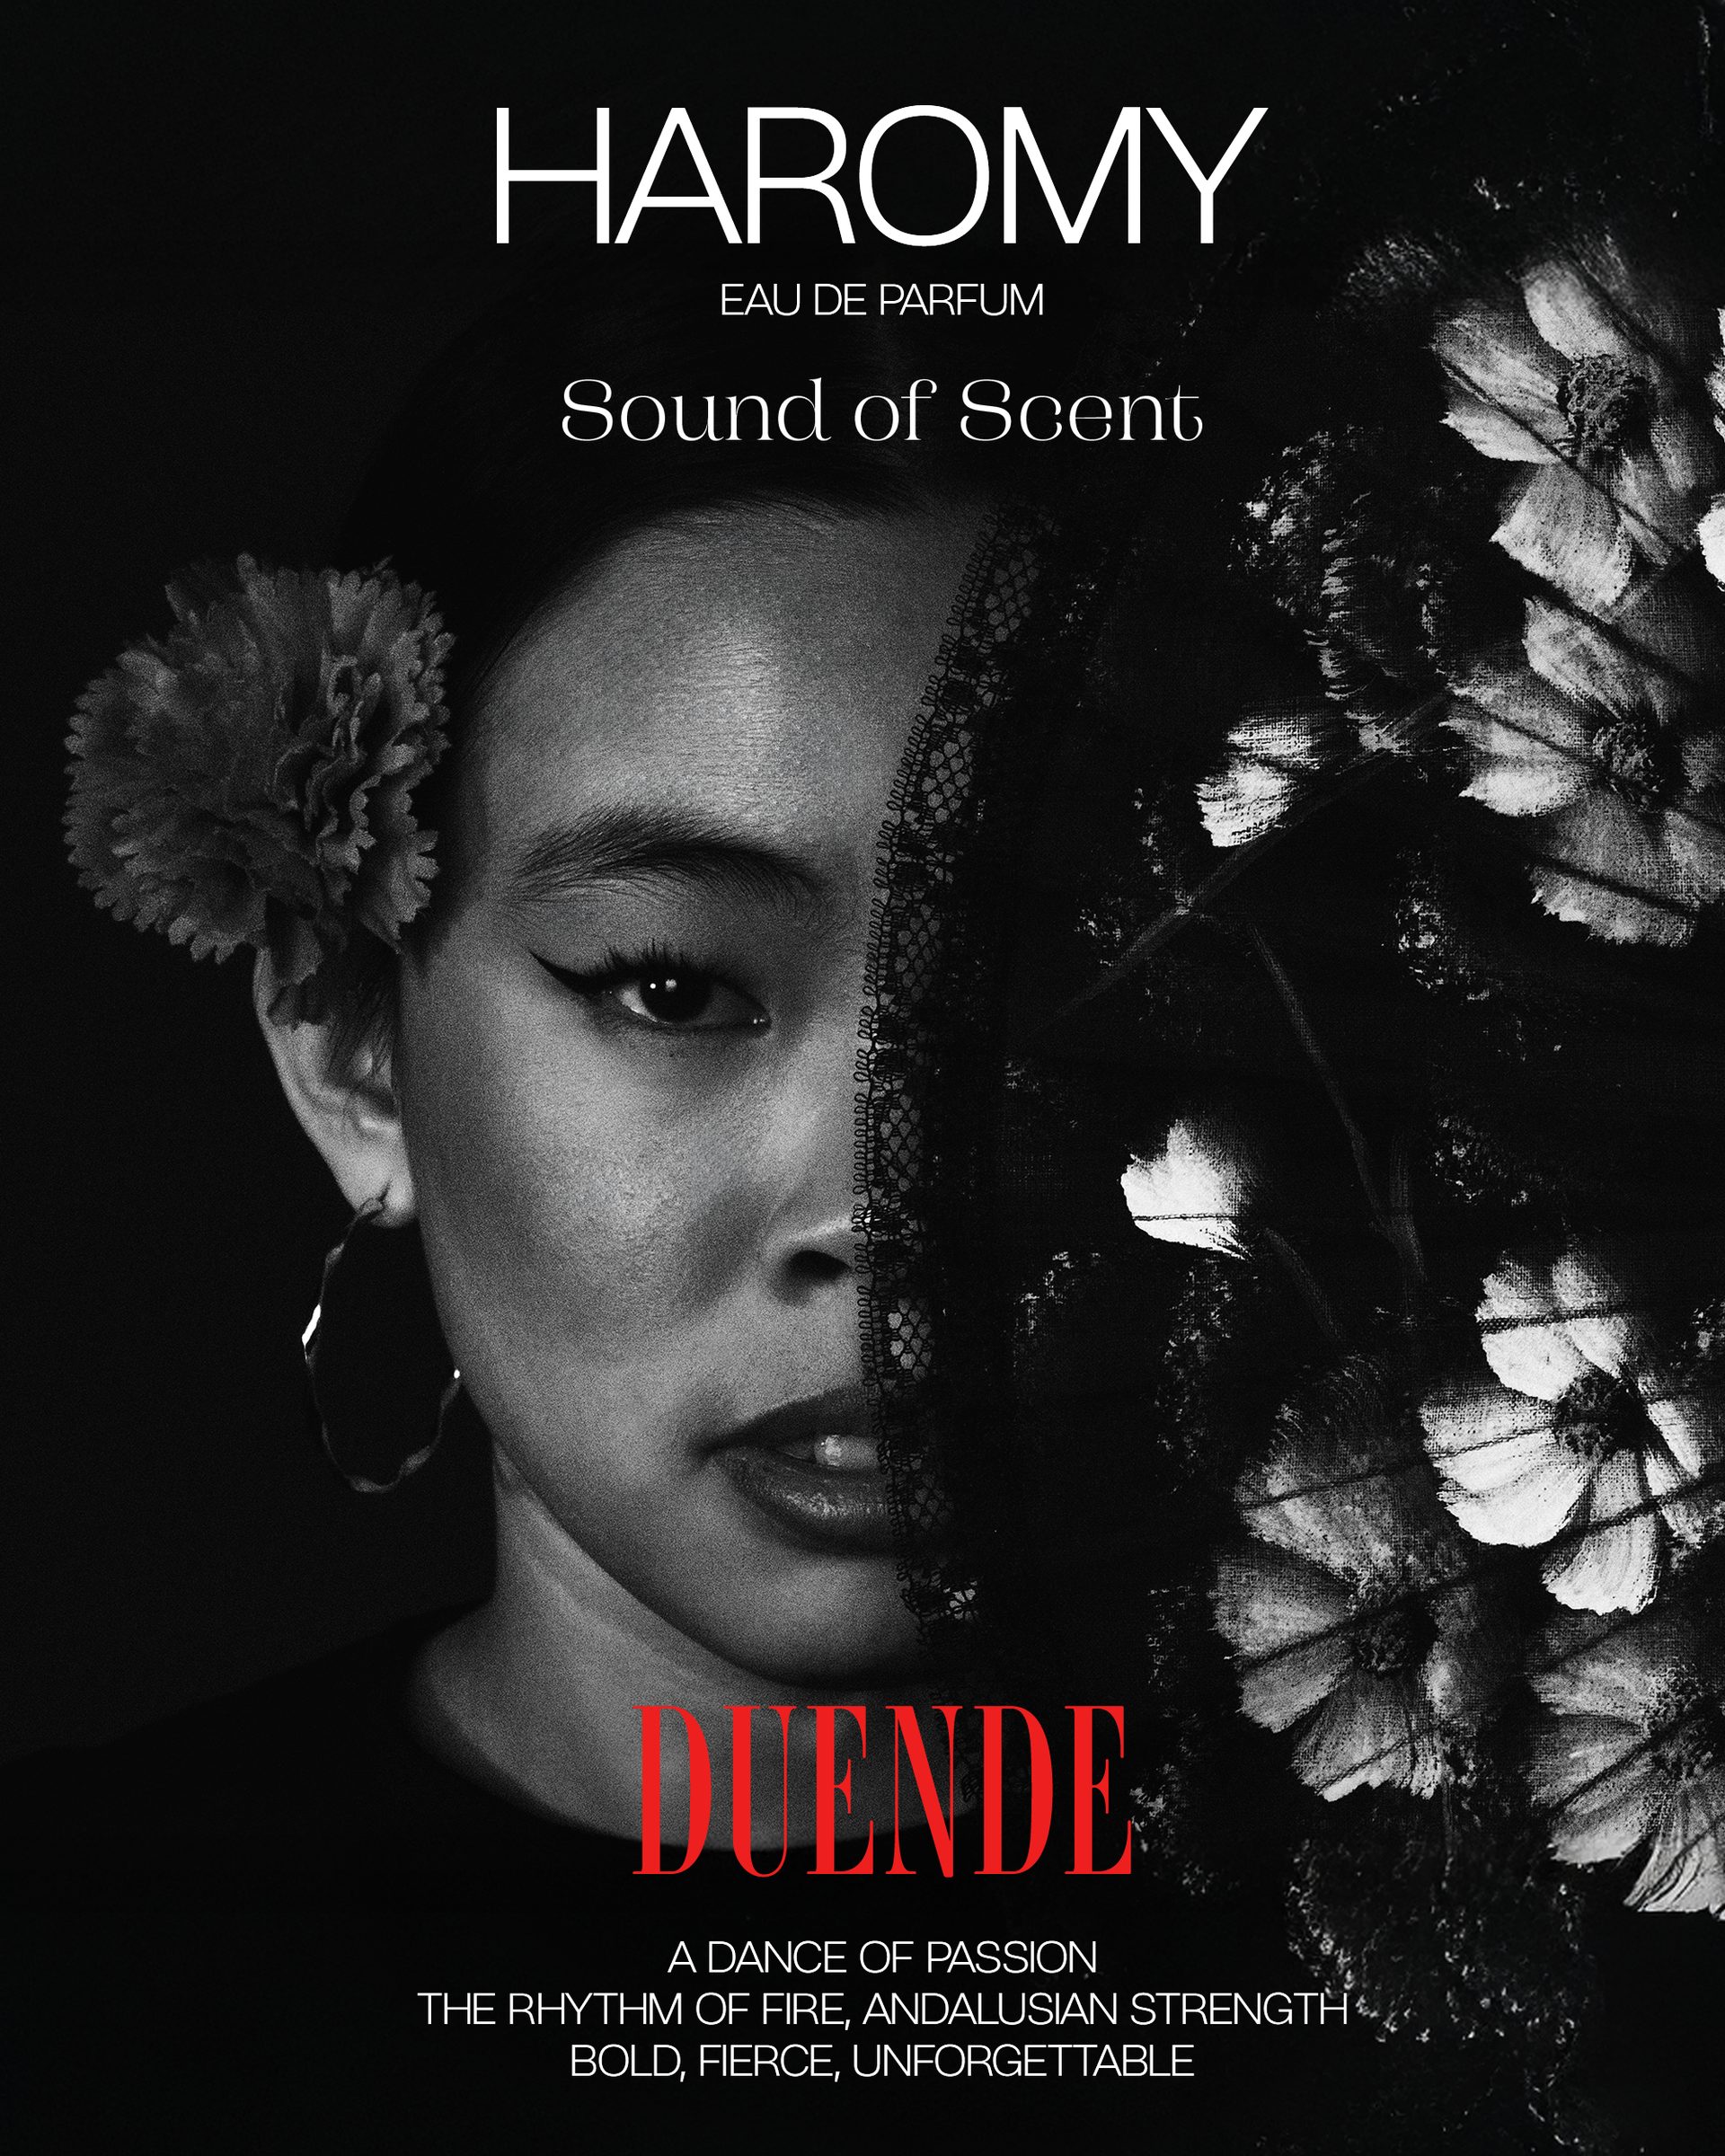 HAROMY
EAU DE PARFUM
Sound of Scent
DUENDE
A DANCE OF PASSION
THE RHYTHM OF FIRE, ANDALUSIAN STRENGTH
BOLD, FIERCE, UNFORGETTABLE